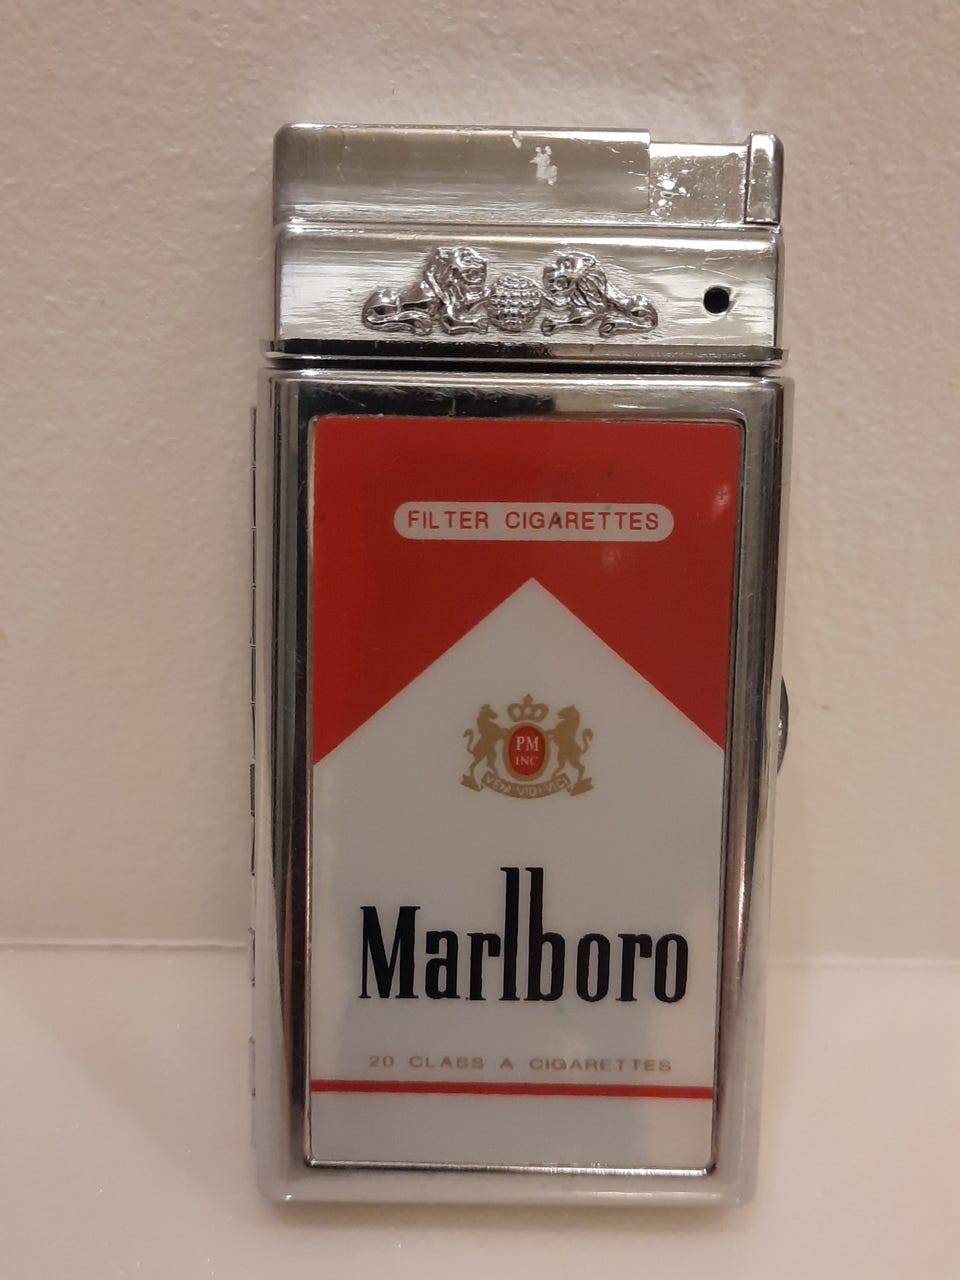 FILTER CIGARETTES
PM
INC
VENI·VIDI·VICI
Marlboro
20 CLASS A CIGARETTES